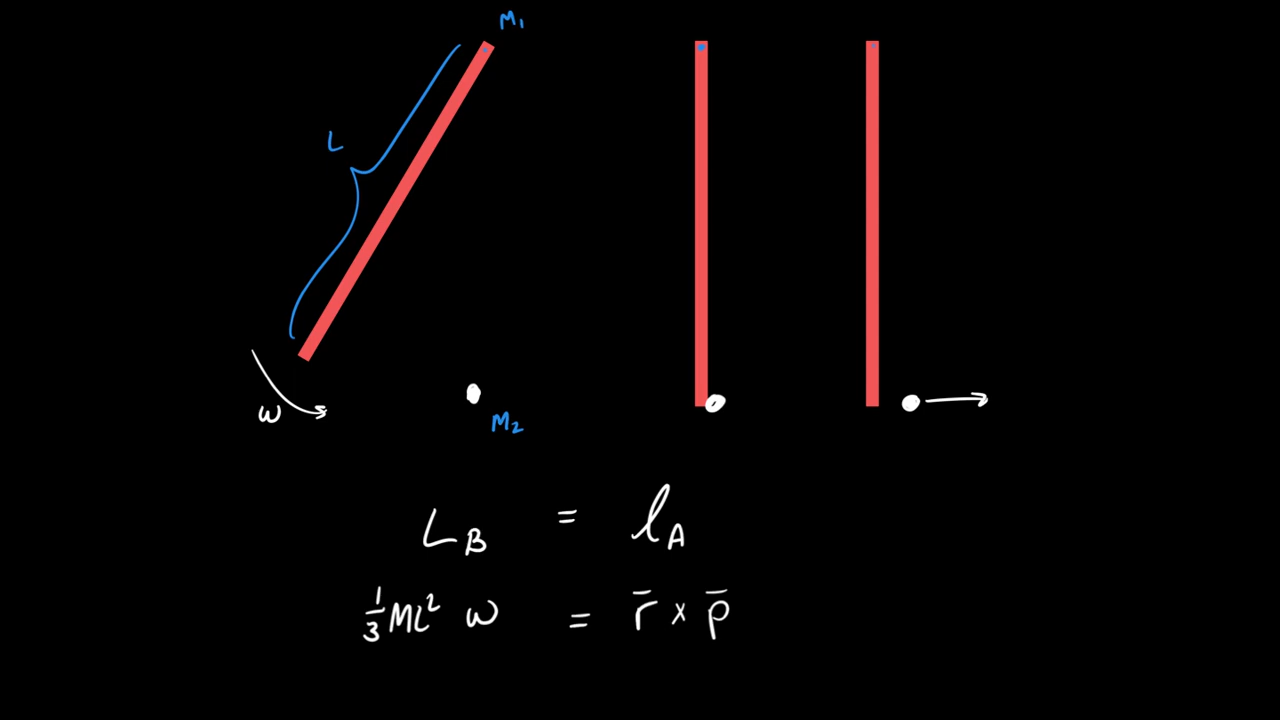 M₁
L
ω
M₂
L_B = l_A
1/3 ML² ω = r̄ × p̄